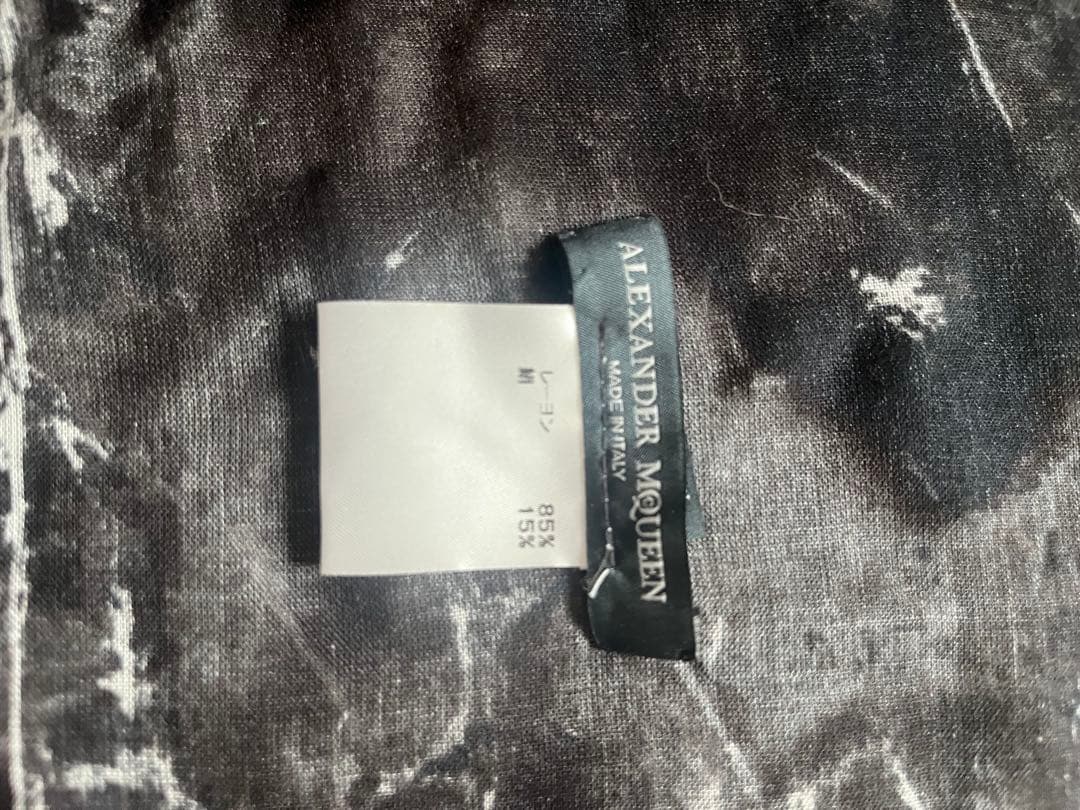 ALEXANDER MCQUEEN
MADE IN ITALY
レーヨン 85%
絹 15%